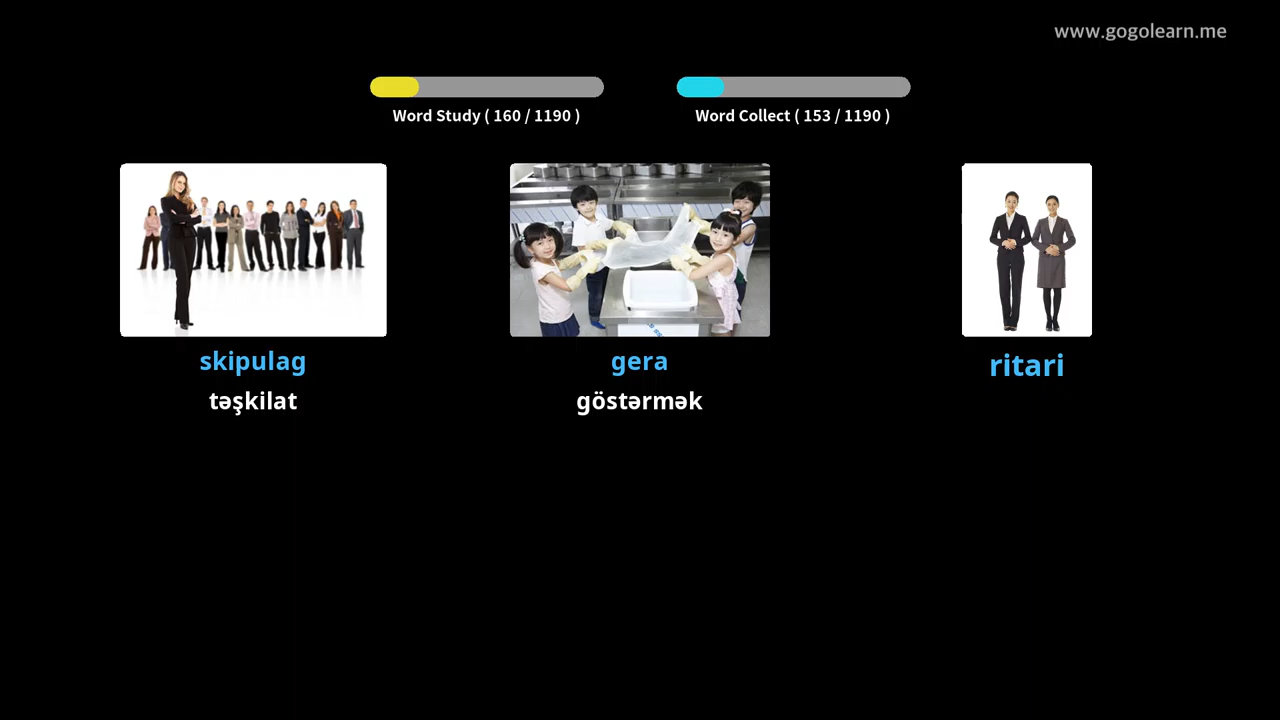 www.gogolearn.me
Word Study ( 160 / 1190 )
Word Collect ( 153 / 1190 )
skipulag
təşkilat
gera
göstərmək
ritari